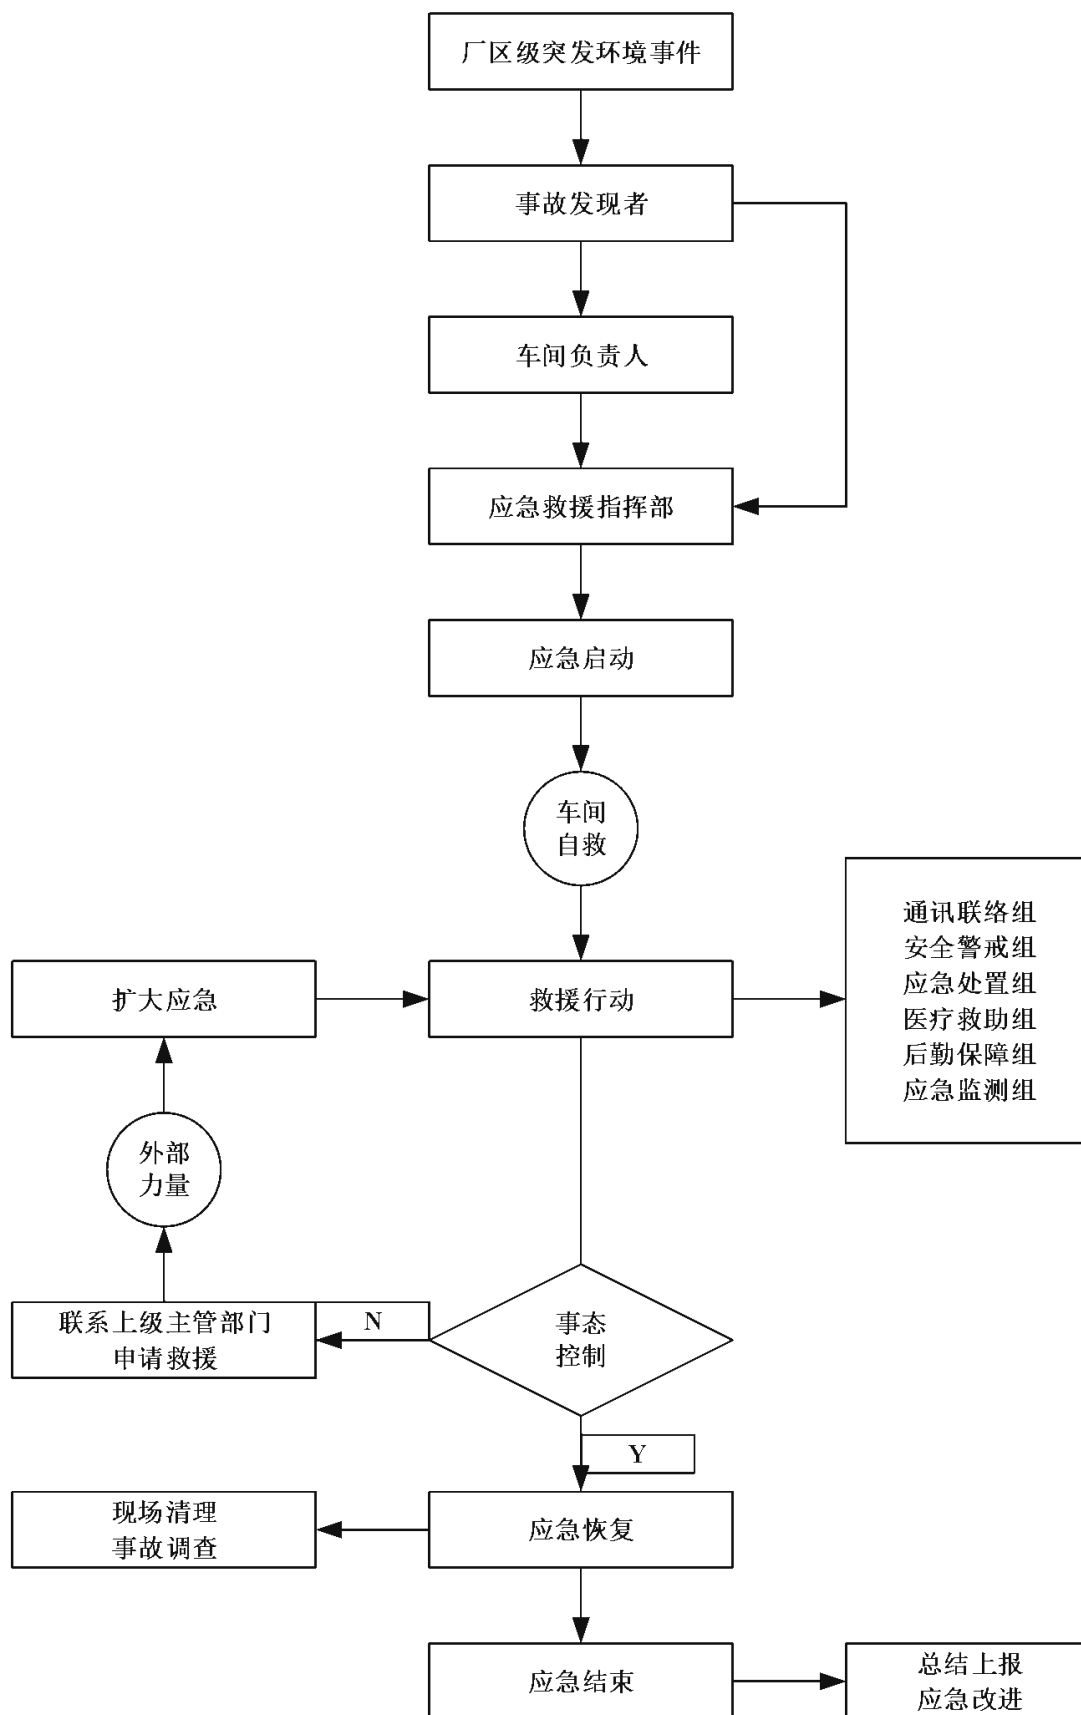 厂区级突发环境事件
事故发现者
车间负责人
应急救援指挥部
应急启动
车间
自救
通讯联络组
安全警戒组
应急处置组
医疗救助组
后勤保障组
应急监测组
扩大应急
救援行动
外部
力量
联系上级主管部门
申请救援
N
事态
控制
Y
现场清理
事故调查
应急恢复
应急结束
总结上报
应急改进